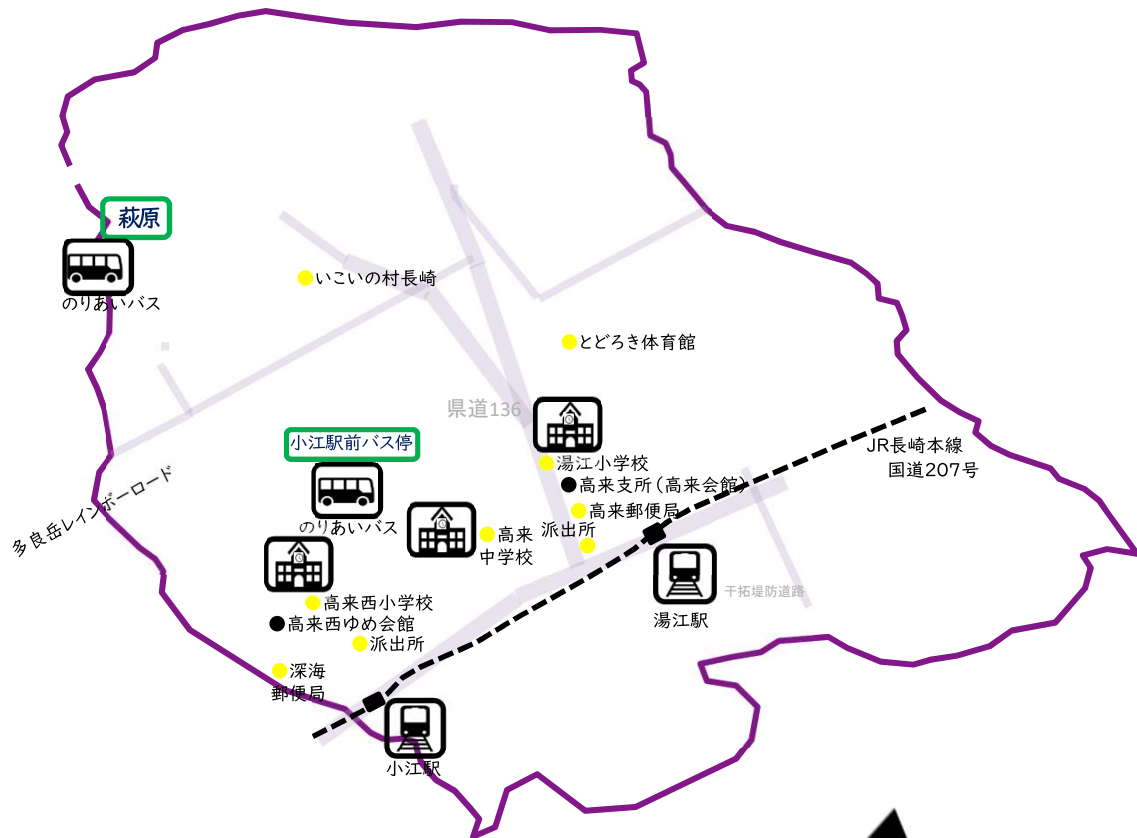 萩原
のりあいバス
いこいの村長崎
とどろき体育館
県道136
小江駅前バス停
のりあいバス
湯江小学校
高来支所(高来会館)
高来郵便局
派出所
高来
中学校
JR長崎本線
国道207号
多良岳レインボーロード
高来西小学校
高来西ゆめ会館
派出所
深海
郵便局
湯江駅
干拓堤防道路
小江駅